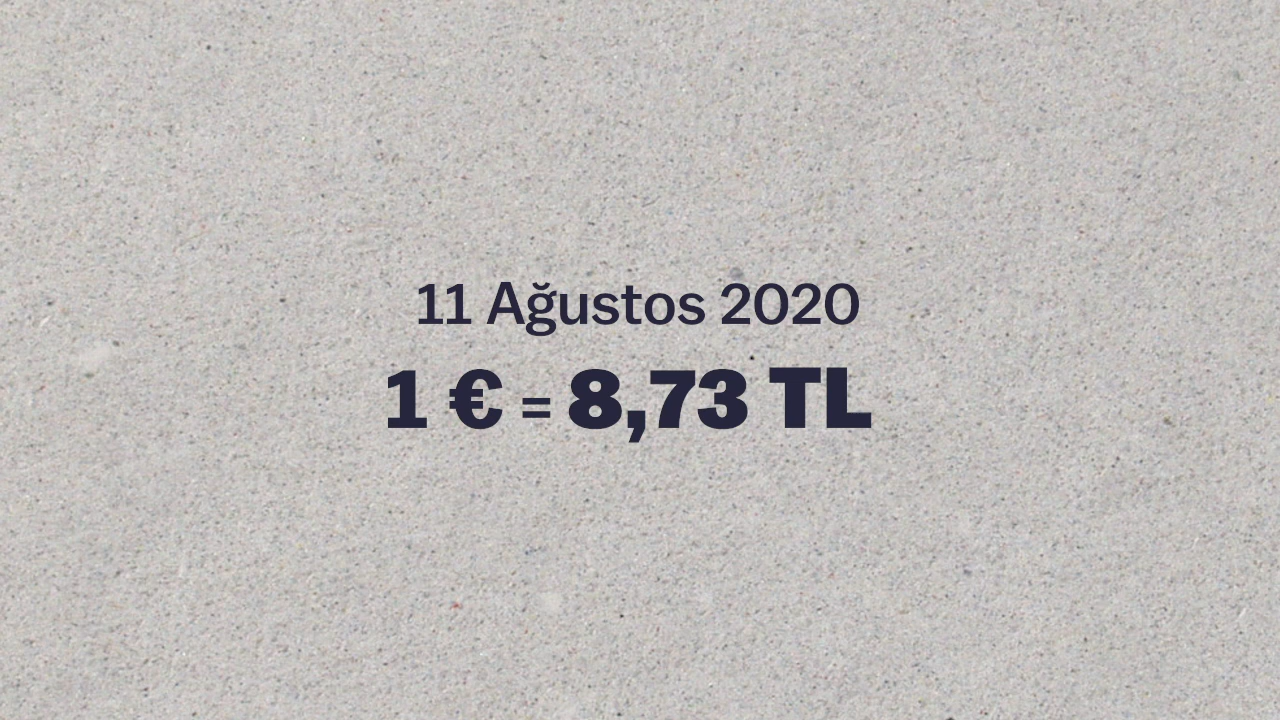 11 Ağustos 2020
1 € = 8,73 TL